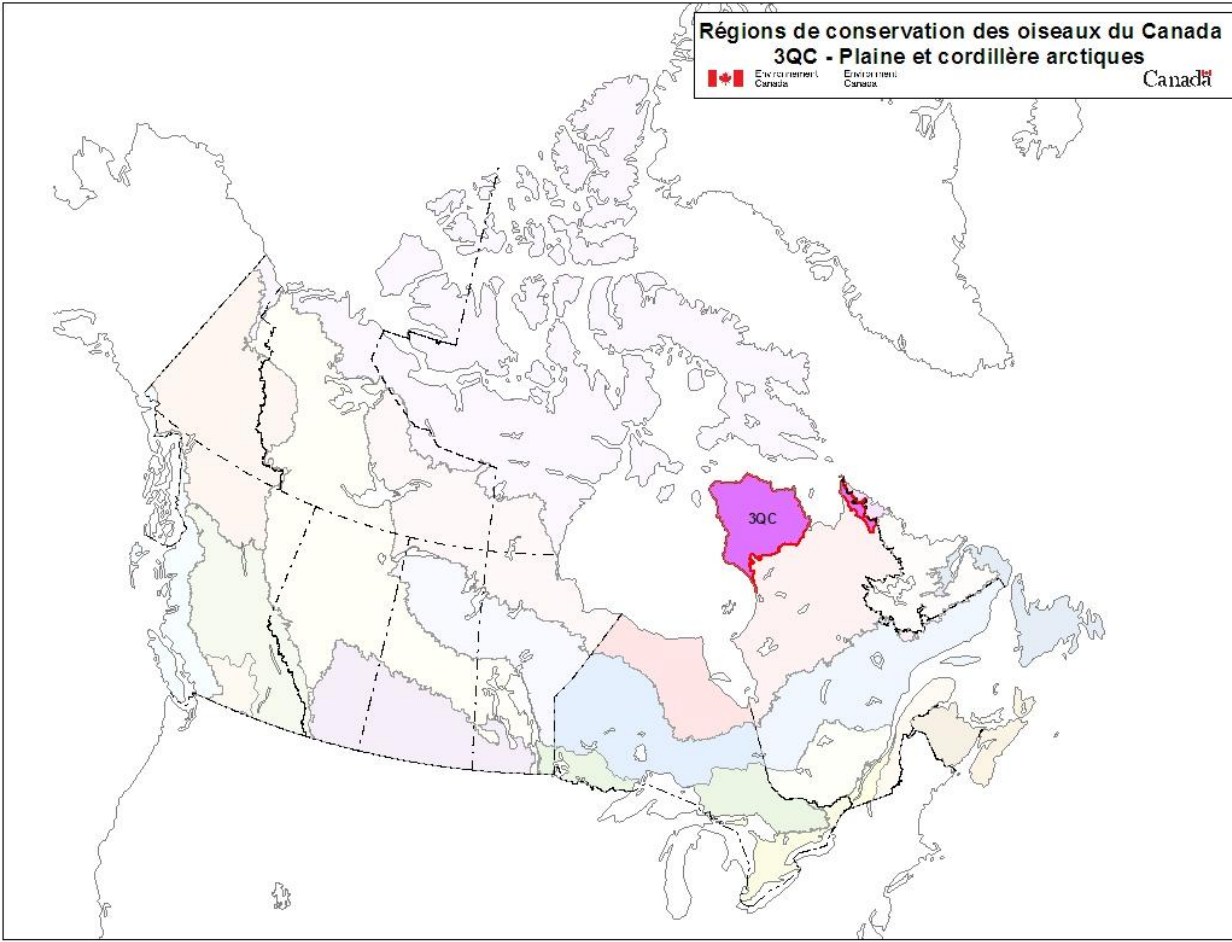 Régions de conservation des oiseaux du Canada
3QC - Plaine et cordillère arctiques
Environnement Canada
Environment Canada
Canada
3QC